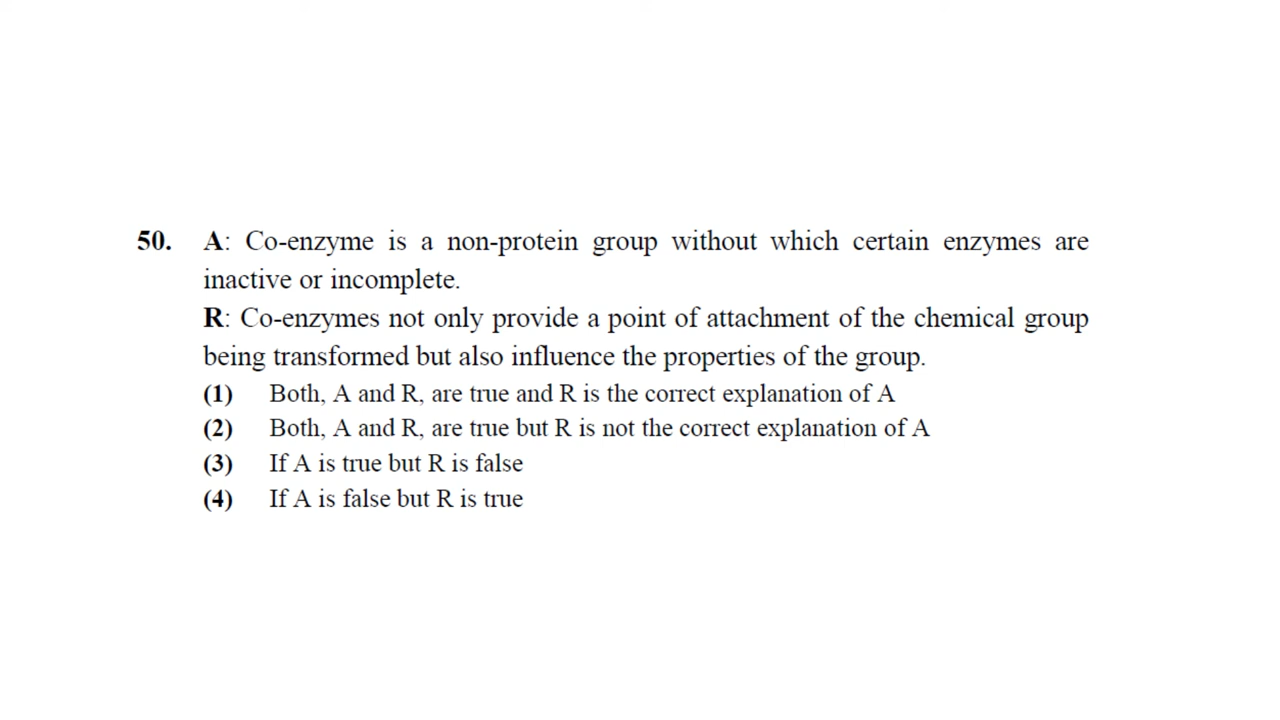 50. A: Co-enzyme is a non-protein group without which certain enzymes are
inactive or incomplete.
R: Co-enzymes not only provide a point of attachment of the chemical group
being transformed but also influence the properties of the group.
(1) Both, A and R, are true and R is the correct explanation of A
(2) Both, A and R, are true but R is not the correct explanation of A
(3) If A is true but R is false
(4) If A is false but R is true